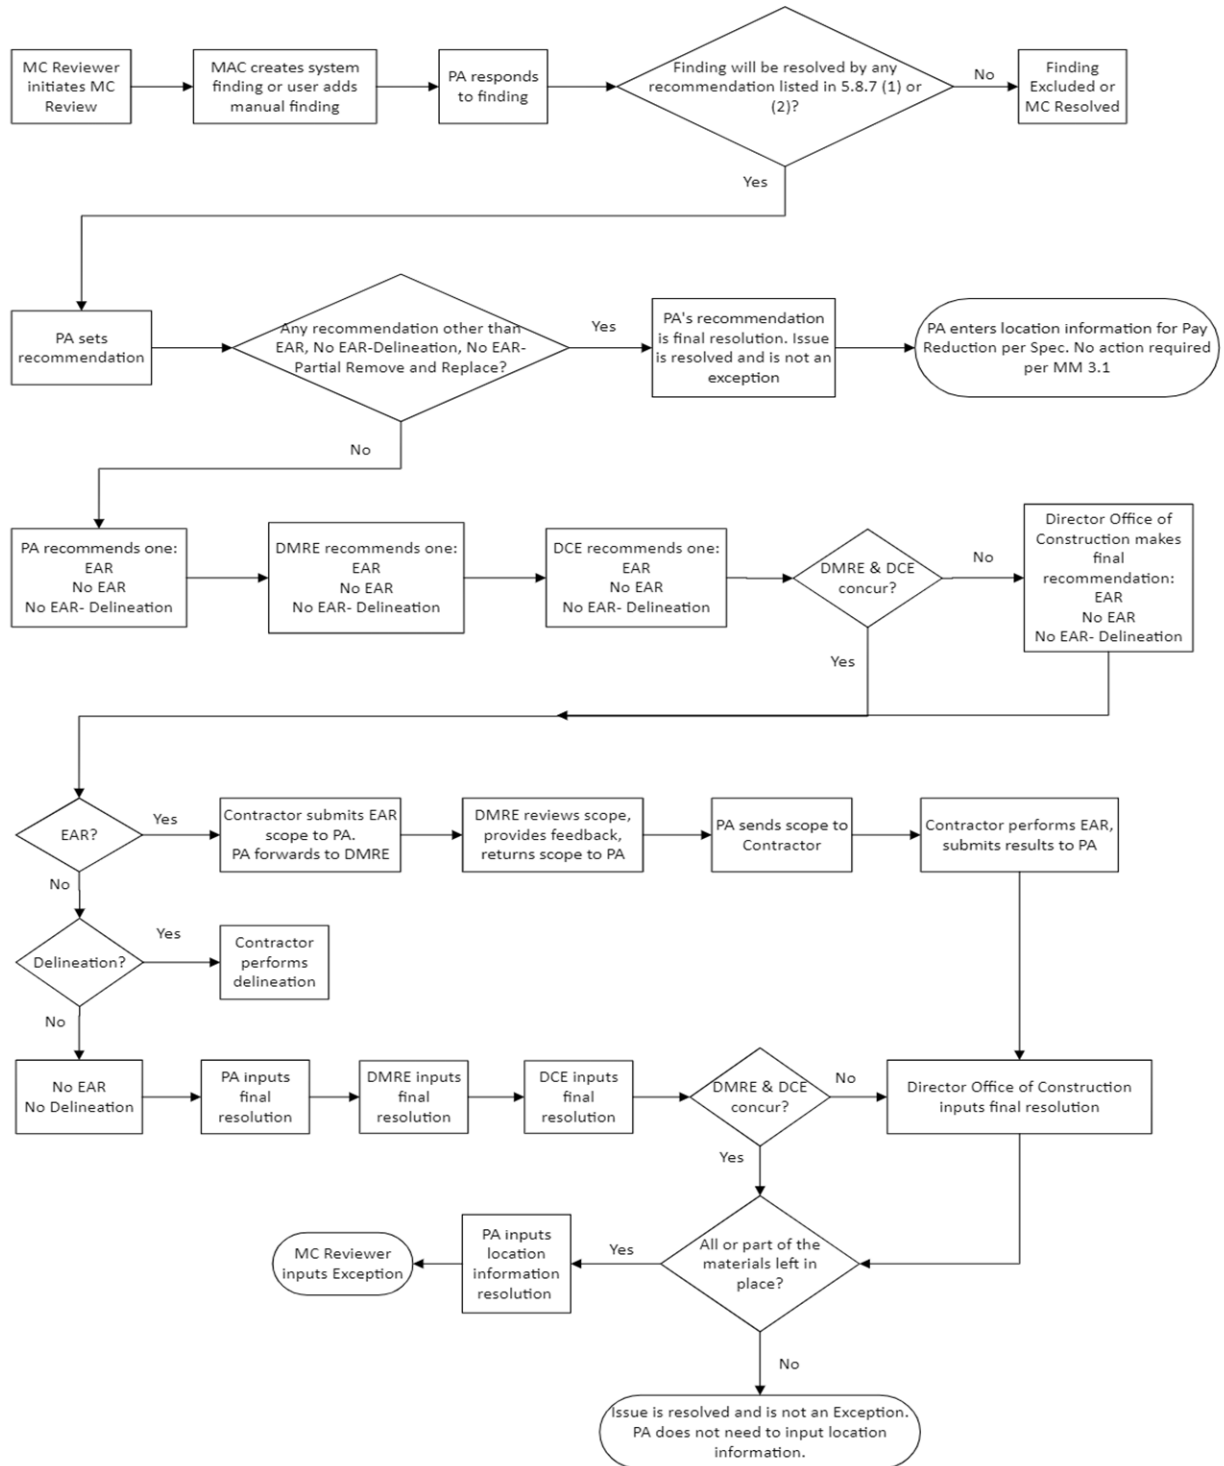 MC Reviewer
initiates MC
Review
MAC creates system
finding or user adds
manual finding
PA responds
to finding
Finding will be resolved by any
recommendation listed in 5.8.7 (1) or
(2)?
No
Finding
Excluded or
MC Resolved
Yes
PA sets
recommendation
Any recommendation other than
EAR, No EAR-Delineation, No EAR-
Partial Remove and Replace?
Yes
PA's recommendation
is final resolution. Issue
is resolved and is not an
exception
PA enters location information for Pay
Reduction per Spec. No action required
per MM 3.1
No
PA recommends one:
EAR
No EAR
No EAR- Delineation
DMRE recommends one:
EAR
No EAR
No EAR- Delineation
DCE recommends one:
EAR
No EAR
No EAR- Delineation
DMRE & DCE
concur?
No
Director Office of
Construction makes
final
recommendation:
EAR
No EAR
No EAR- Delineation
Yes
EAR?
Yes
Contractor submits EAR
scope to PA.
PA forwards to DMRE
DMRE reviews scope,
provides feedback,
returns scope to PA
PA sends scope to
Contractor
Contractor performs EAR,
submits results to PA
No
Delineation?
Yes
Contractor
performs
delineation
No
No EAR
No Delineation
PA inputs
final
resolution
DMRE inputs
final
resolution
DCE inputs
final
resolution
DMRE & DCE
concur?
No
Director Office of Construction
inputs final resolution
Yes
All or part of the
materials left in
place?
Yes
PA inputs
location
information
resolution
MC Reviewer
inputs Exception
No
Issue is resolved and is not an Exception.
PA does not need to input location
information.